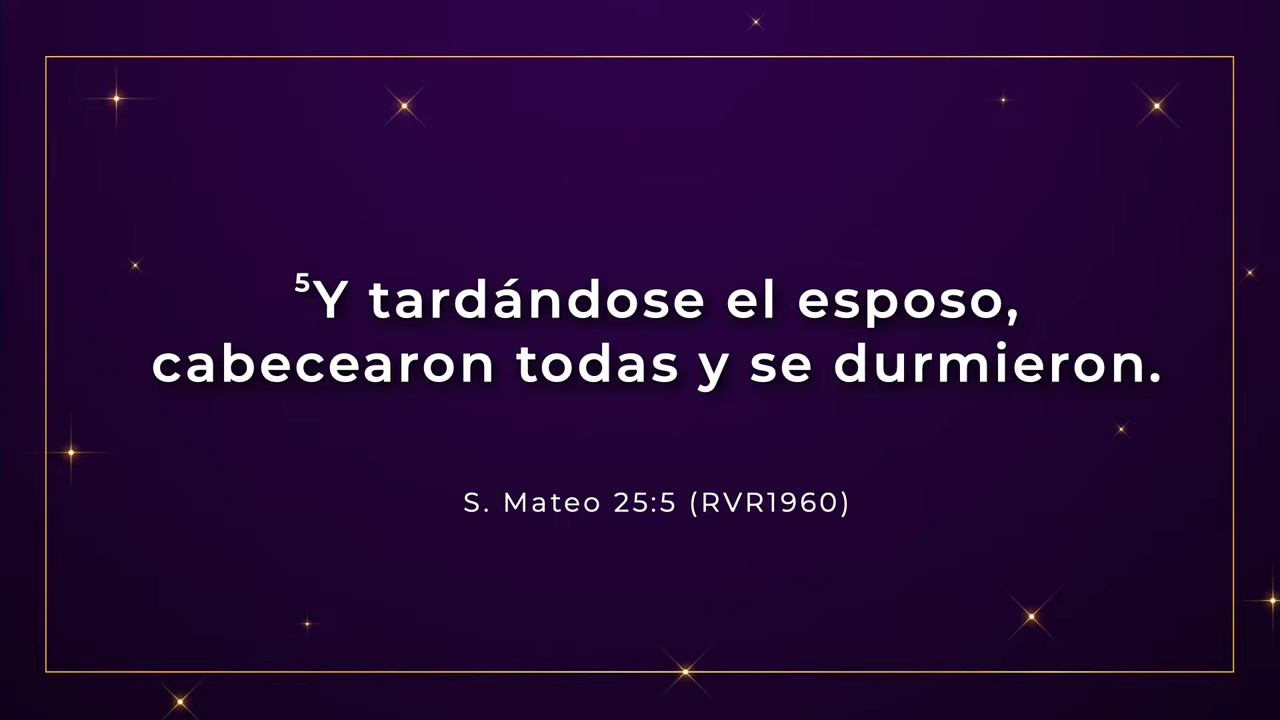 ⁵Y tardándose el esposo,
cabecearon todas y se durmieron.
S. Mateo 25:5 (RVR1960)